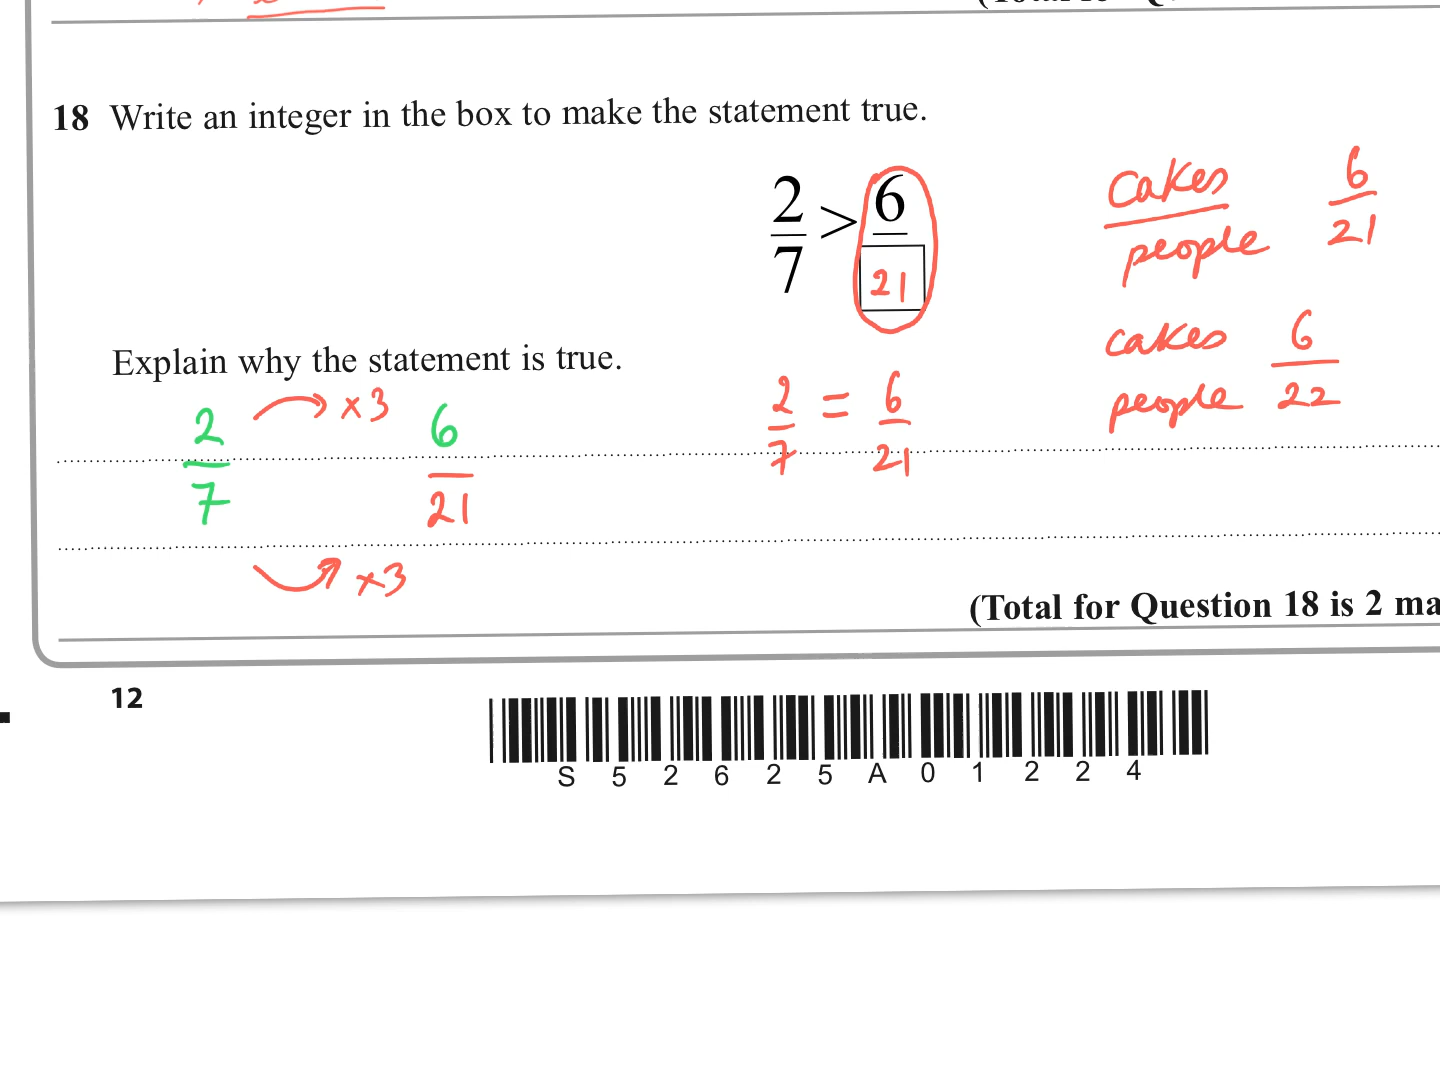 18 Write an integer in the box to make the statement true.
2/7 > 6/21
cakes/people 6/21
Explain why the statement is true.
cakes/people 6/22
2/7 ×3 6/21
2/7 = 6/21
×3
(Total for Question 18 is 2 ma
12
S 5 2 6 2 5 A 0 1 2 2 4